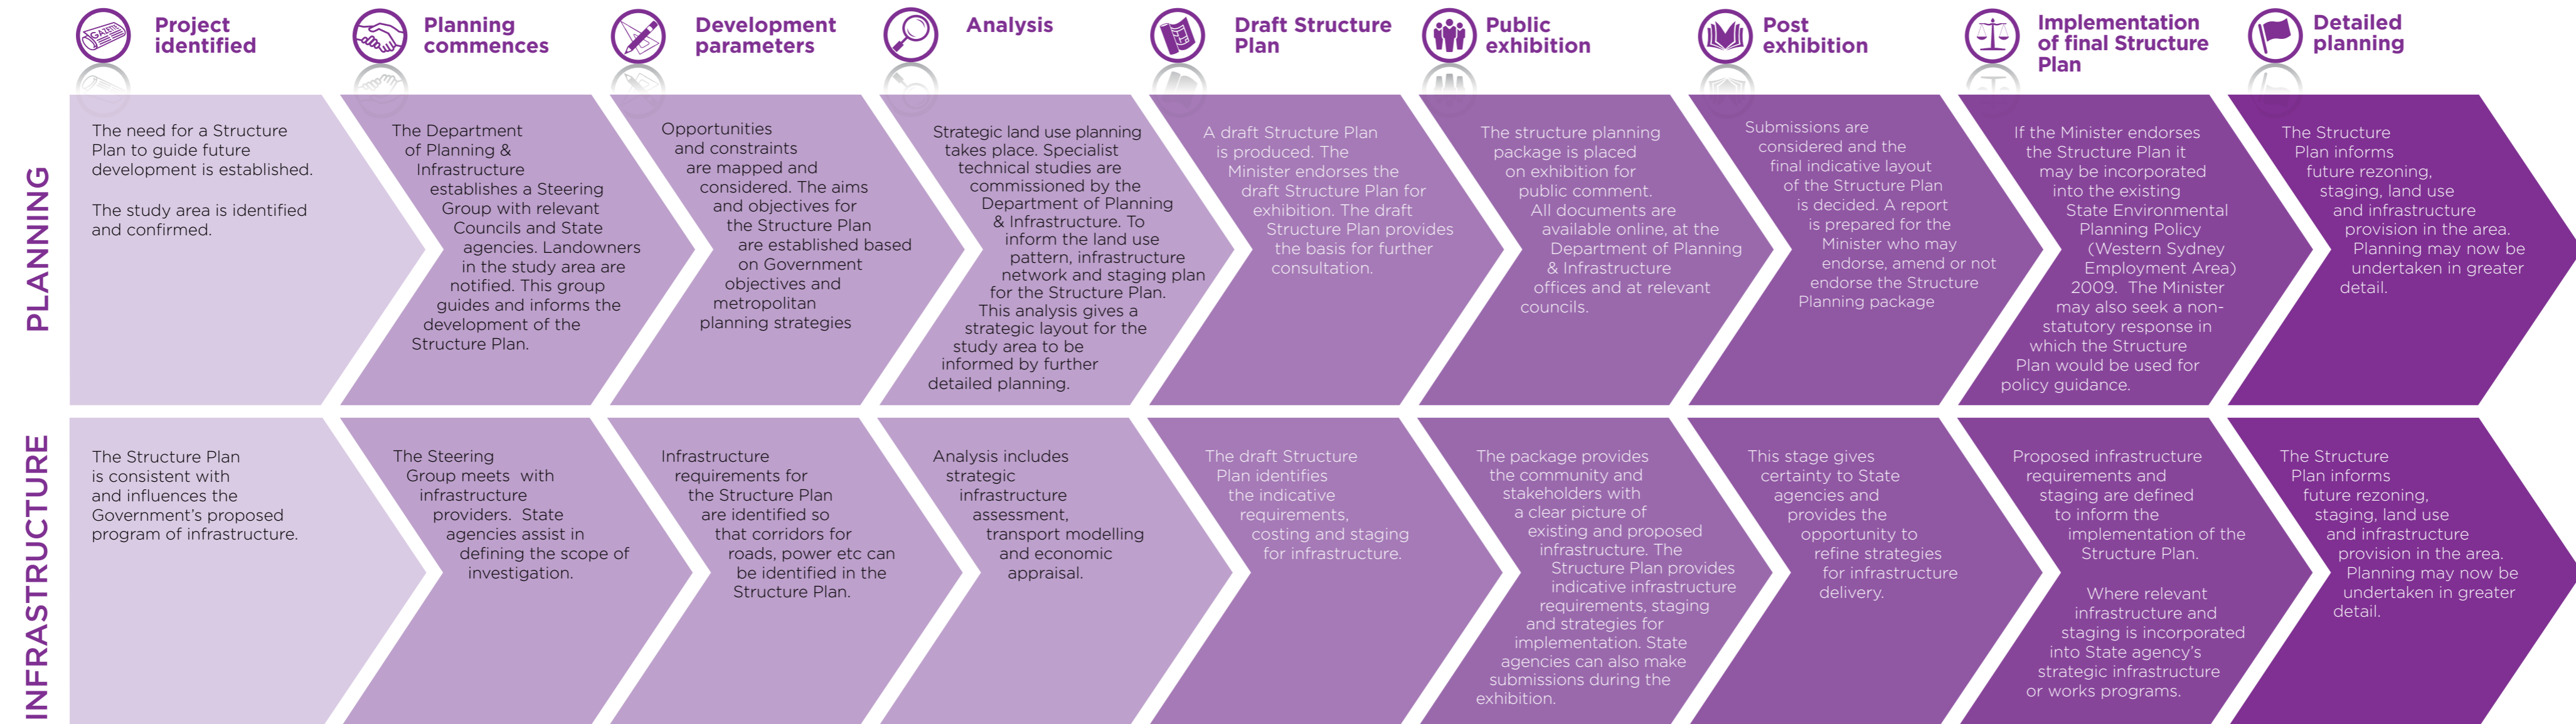 GAZETTE
Project
identified
Planning
commences
Development
parameters
Analysis
Draft Structure
Plan
Public
exhibition
Post
exhibition
Implementation
of final Structure
Plan
Detailed
planning
PLANNING
The need for a Structure
Plan to guide future
development is established.
The study area is identified
and confirmed.
The Department
of Planning &
Infrastructure
establishes a Steering
Group with relevant
Councils and State
agencies. Landowners
in the study area are
notified. This group
guides and informs the
development of the
Structure Plan.
Opportunities
and constraints
are mapped and
considered. The aims
and objectives for
the Structure Plan
are established based
on Government
objectives and
metropolitan
planning strategies
Strategic land use planning
takes place. Specialist
technical studies are
commissioned by the
Department of Planning
& Infrastructure. To
inform the land use
pattern, infrastructure
network and staging plan
for the Structure Plan.
This analysis gives a
strategic layout for the
study area to be
informed by further
detailed planning.
A draft Structure Plan
is produced. The
Minister endorses the
draft Structure Plan for
exhibition. The draft
Structure Plan provides
the basis for further
consultation.
The structure planning
package is placed
on exhibition for
public comment.
All documents are
available online, at the
Department of Planning
& Infrastructure
offices and at relevant
councils.
Submissions are
considered and the
final indicative layout
of the Structure Plan
is decided. A report
is prepared for the
Minister who may
endorse, amend or not
endorse the Structure
Planning package
If the Minister endorses
the Structure Plan it
may be incorporated
into the existing
State Environmental
Planning Policy
(Western Sydney
Employment Area)
2009.  The Minister
may also seek a non-
statutory response in
which the Structure
Plan would be used for
policy guidance.
The Structure
Plan informs
future rezoning,
staging, land use
and infrastructure
provision in the area.
Planning may now be
undertaken in greater
detail.
INFRASTRUCTURE
The Structure Plan
is consistent with
and influences the
Government's proposed
program of infrastructure.
The Steering
Group meets  with
infrastructure
providers.  State
agencies assist in
defining the scope of
investigation.
Infrastructure
requirements for
the Structure Plan
are identified so
that corridors for
roads, power etc can
be identified in the
Structure Plan.
Analysis includes
strategic
infrastructure
assessment,
transport modelling
and economic
appraisal.
The draft Structure
Plan identifies
the indicative
requirements,
costing and staging
for infrastructure.
The package provides
the community and
stakeholders with
a clear picture of
existing and proposed
infrastructure. The
Structure Plan provides
indicative infrastructure
requirements, staging
and strategies for
implementation. State
agencies can also make
submissions during the
exhibition.
This stage gives
certainty to State
agencies and
provides the
opportunity to
refine strategies
for infrastructure
delivery.
Proposed infrastructure
requirements and
staging are defined
to inform the
implementation of the
Structure Plan.
Where relevant
infrastructure and
staging is incorporated
into State agency's
strategic infrastructure
or works programs.
The Structure
Plan informs
future rezoning,
staging, land use
and infrastructure
provision in the area.
Planning may now be
undertaken in greater
detail.